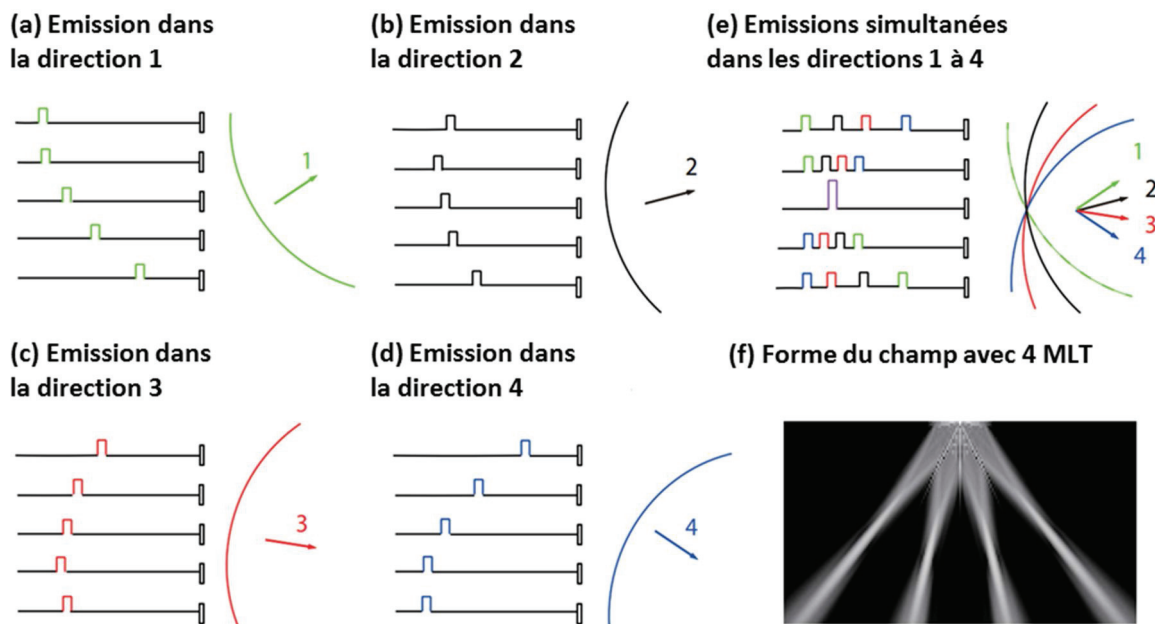 (a) Emission dans
la direction 1
1
(b) Emission dans
la direction 2
2
(e) Emissions simultanées
dans les directions 1 à 4
1
2
3
4
(c) Emission dans
la direction 3
3
(d) Emission dans
la direction 4
4
(f) Forme du champ avec 4 MLT